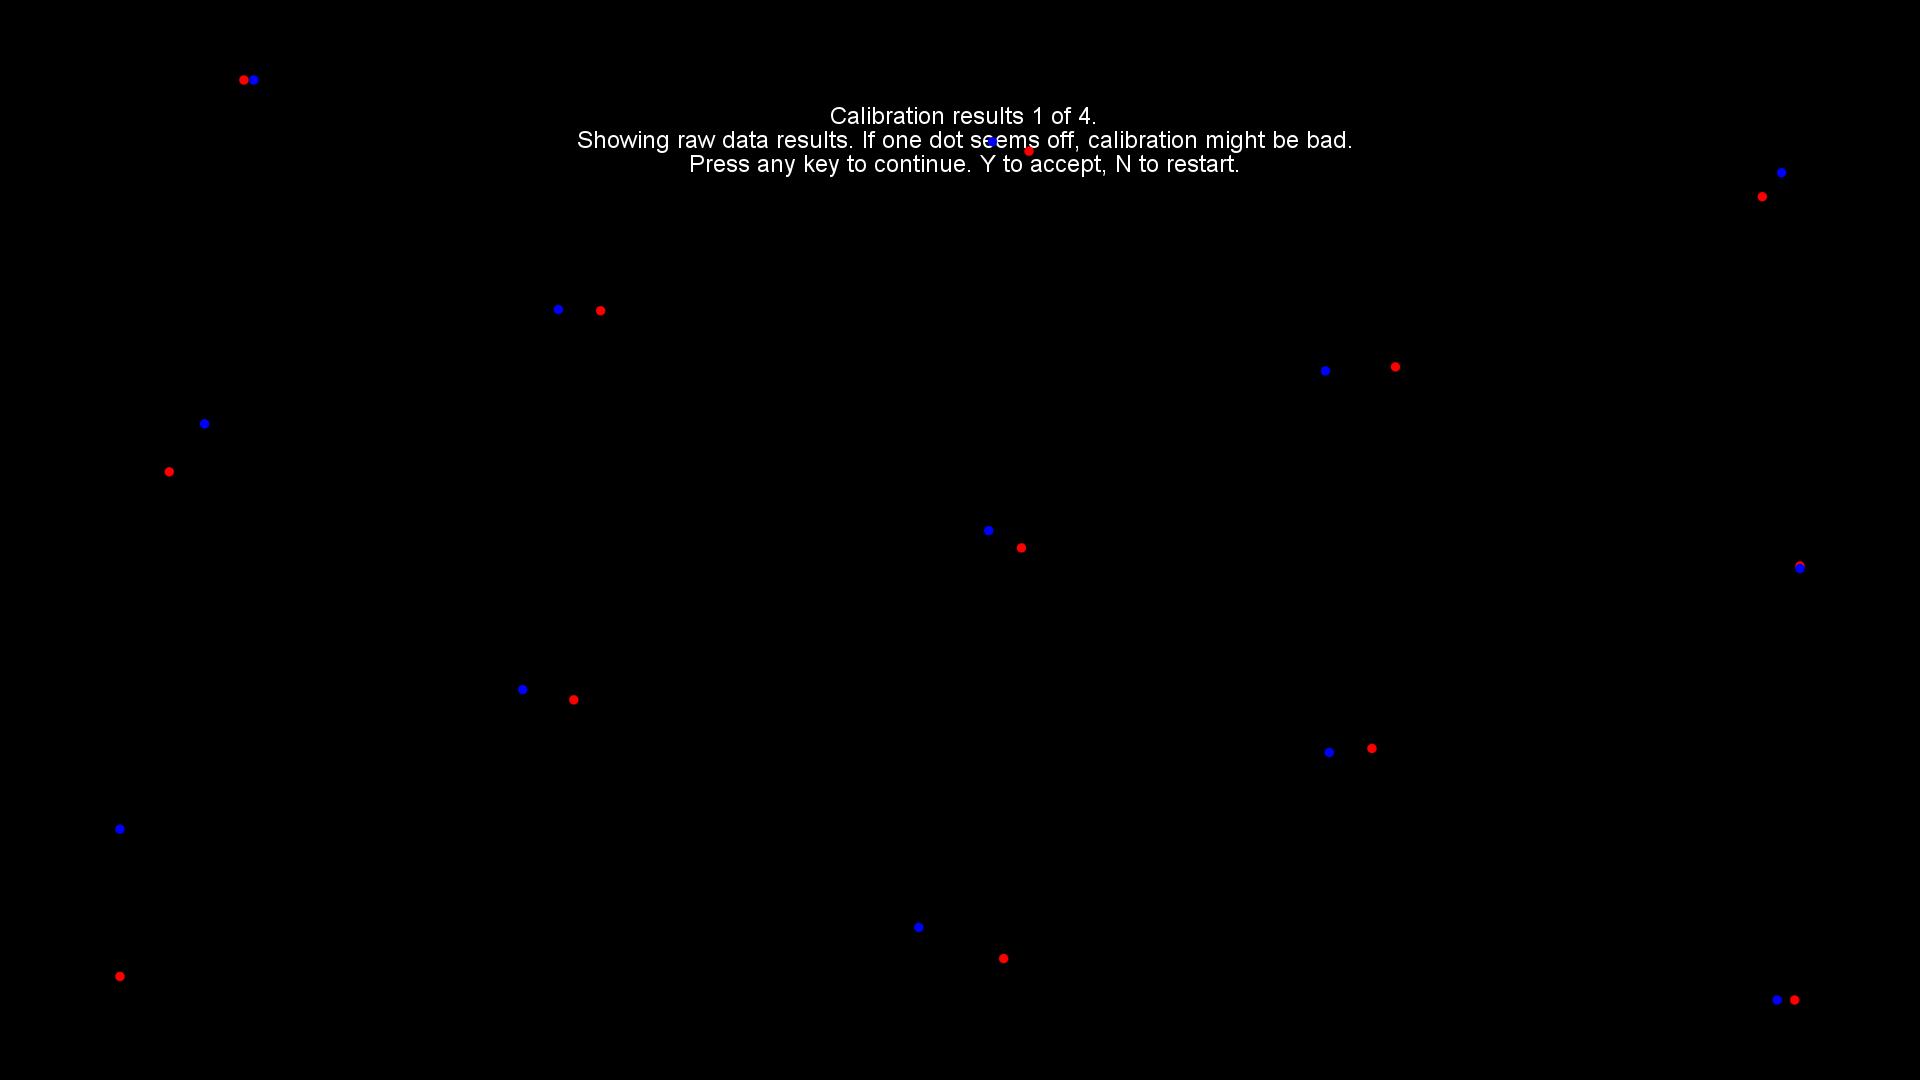 Calibration results 1 of 4.
Showing raw data results. If one dot seems off, calibration might be bad.
Press any key to continue. Y to accept, N to restart.